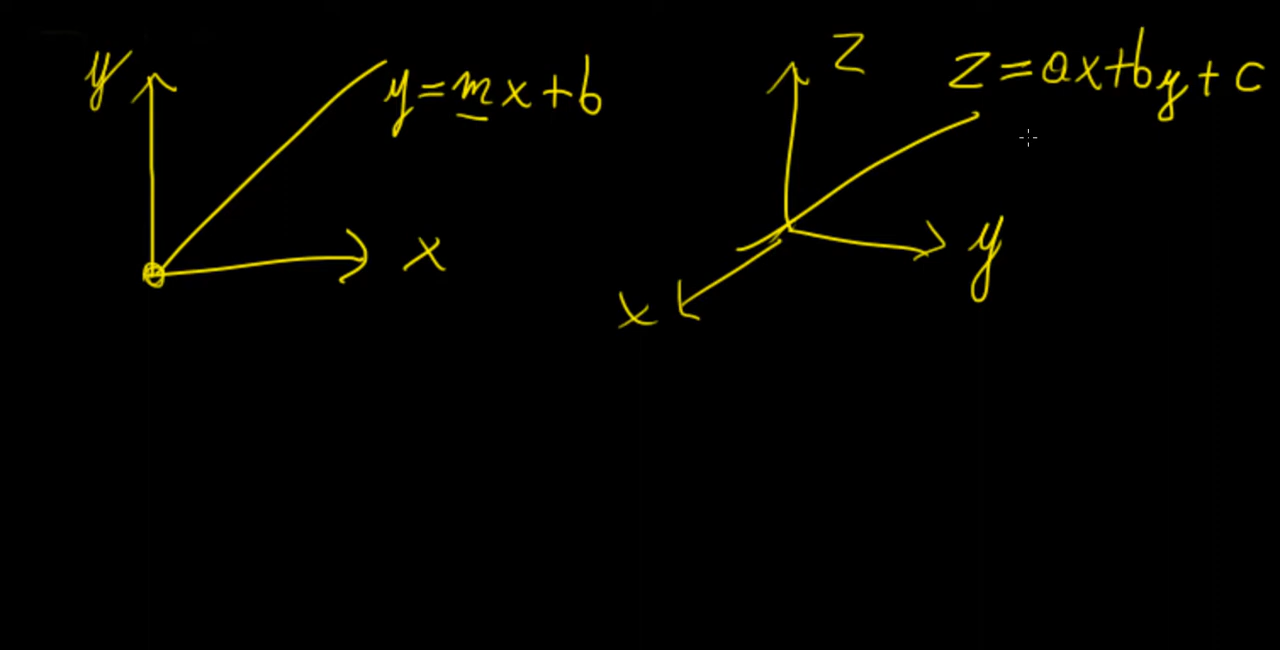 y
y = mx + b
x
z
z = ax + by + c
y
x